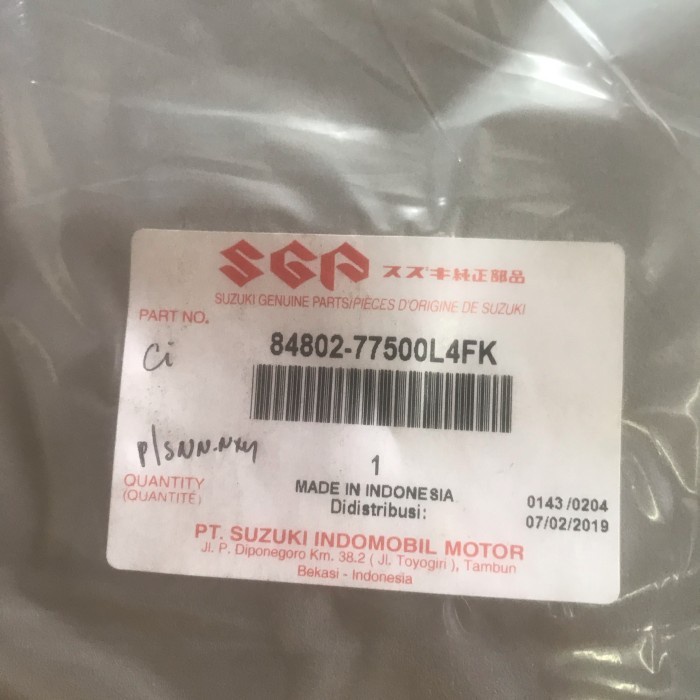 SGP スズキ純正部品
SUZUKI GENUINE PARTS/PIÈCES D'ORIGINE DE SUZUKI
PART NO.
84802-77500L4FK
Ci
1
QUANTITY
(QUANTITÉ)
MADE IN INDONESIA
Didistribusi:
0143 /0204
07/02/2019
PT. SUZUKI INDOMOBIL MOTOR
Jl. P. Diponegoro Km. 38.2 ( Jl. Toyogiri ), Tambun
Bekasi - Indonesia